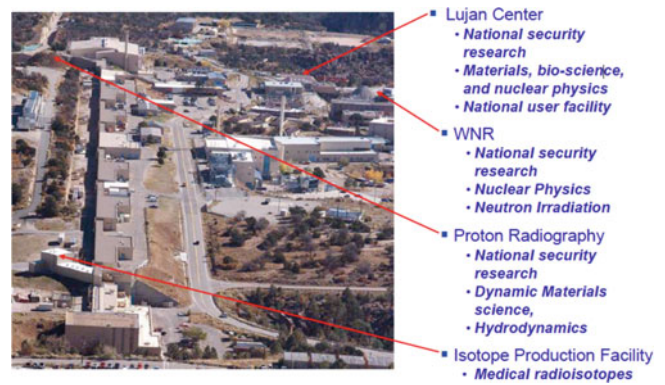 Lujan Center
• National security
research
• Materials, bio-science,
and nuclear physics
• National user facility
WNR
• National security
research
• Nuclear Physics
• Neutron Irradiation
Proton Radiography
• National security
research
• Dynamic Materials
science,
• Hydrodynamics
Isotope Production Facility
• Medical radioisotopes